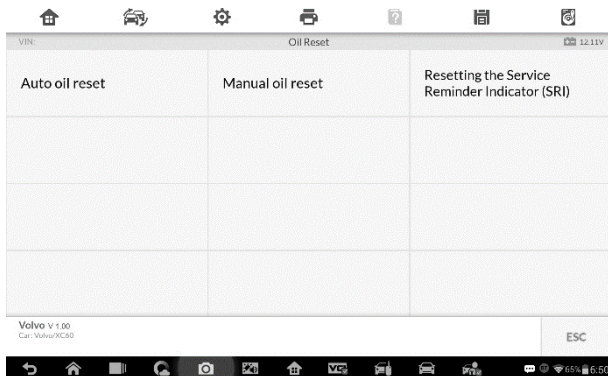 VIN:
Oil Reset
12.11V
Auto oil reset
Manual oil reset
Resetting the Service
Reminder Indicator (SRI)
Volvo V 1.00
Car: Volvo/XC60
ESC
65% 6:50